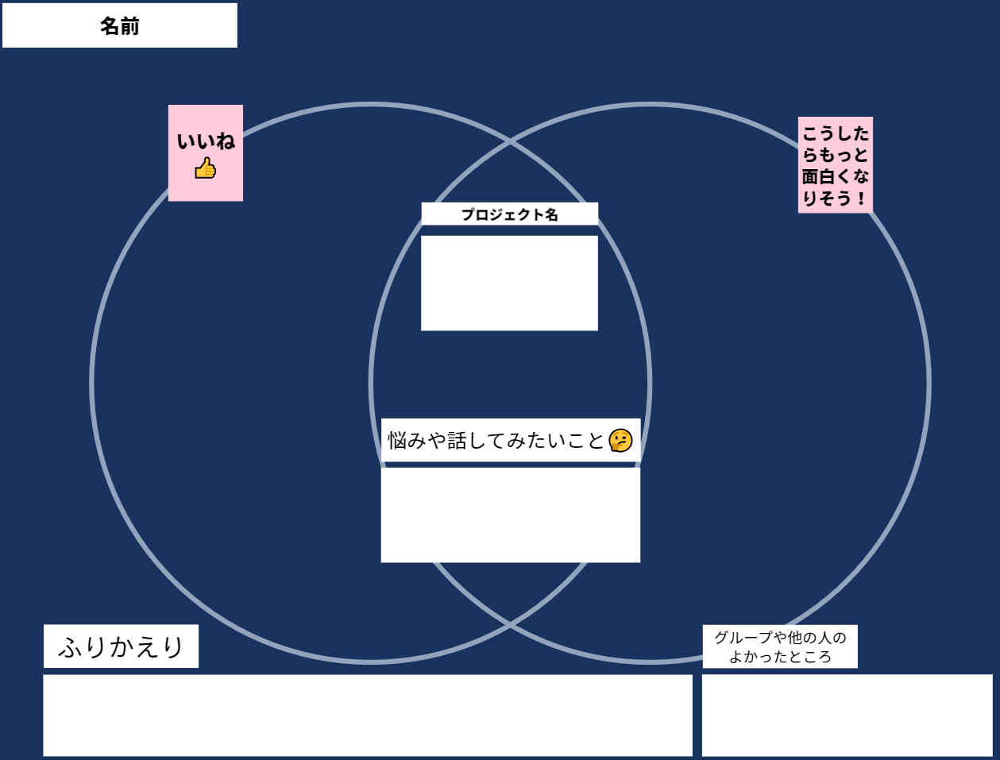 名前
いいね
👍
こうした
らもっと
面白くな
りそう！
プロジェクト名
悩みや話してみたいこと🤔
ふりかえり
グループや他の人の
よかったところ